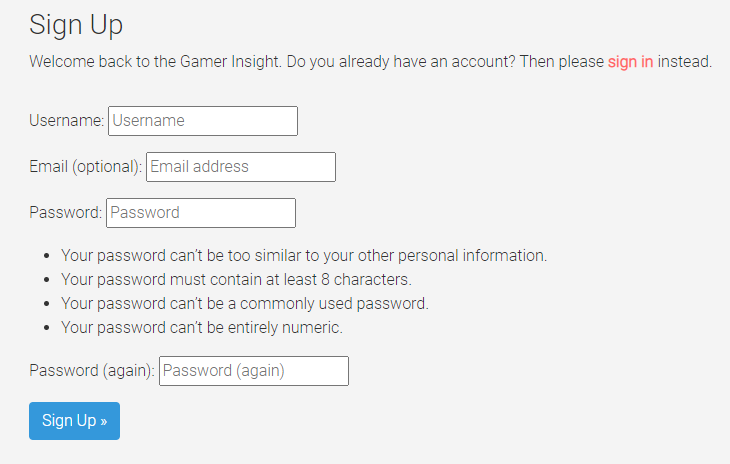 Sign Up
Welcome back to the Gamer Insight. Do you already have an account? Then please sign in instead.
Username: Username
Email (optional): Email address
Password: Password
• Your password can’t be too similar to your other personal information.
• Your password must contain at least 8 characters.
• Your password can’t be a commonly used password.
• Your password can’t be entirely numeric.
Password (again): Password (again)
Sign Up »